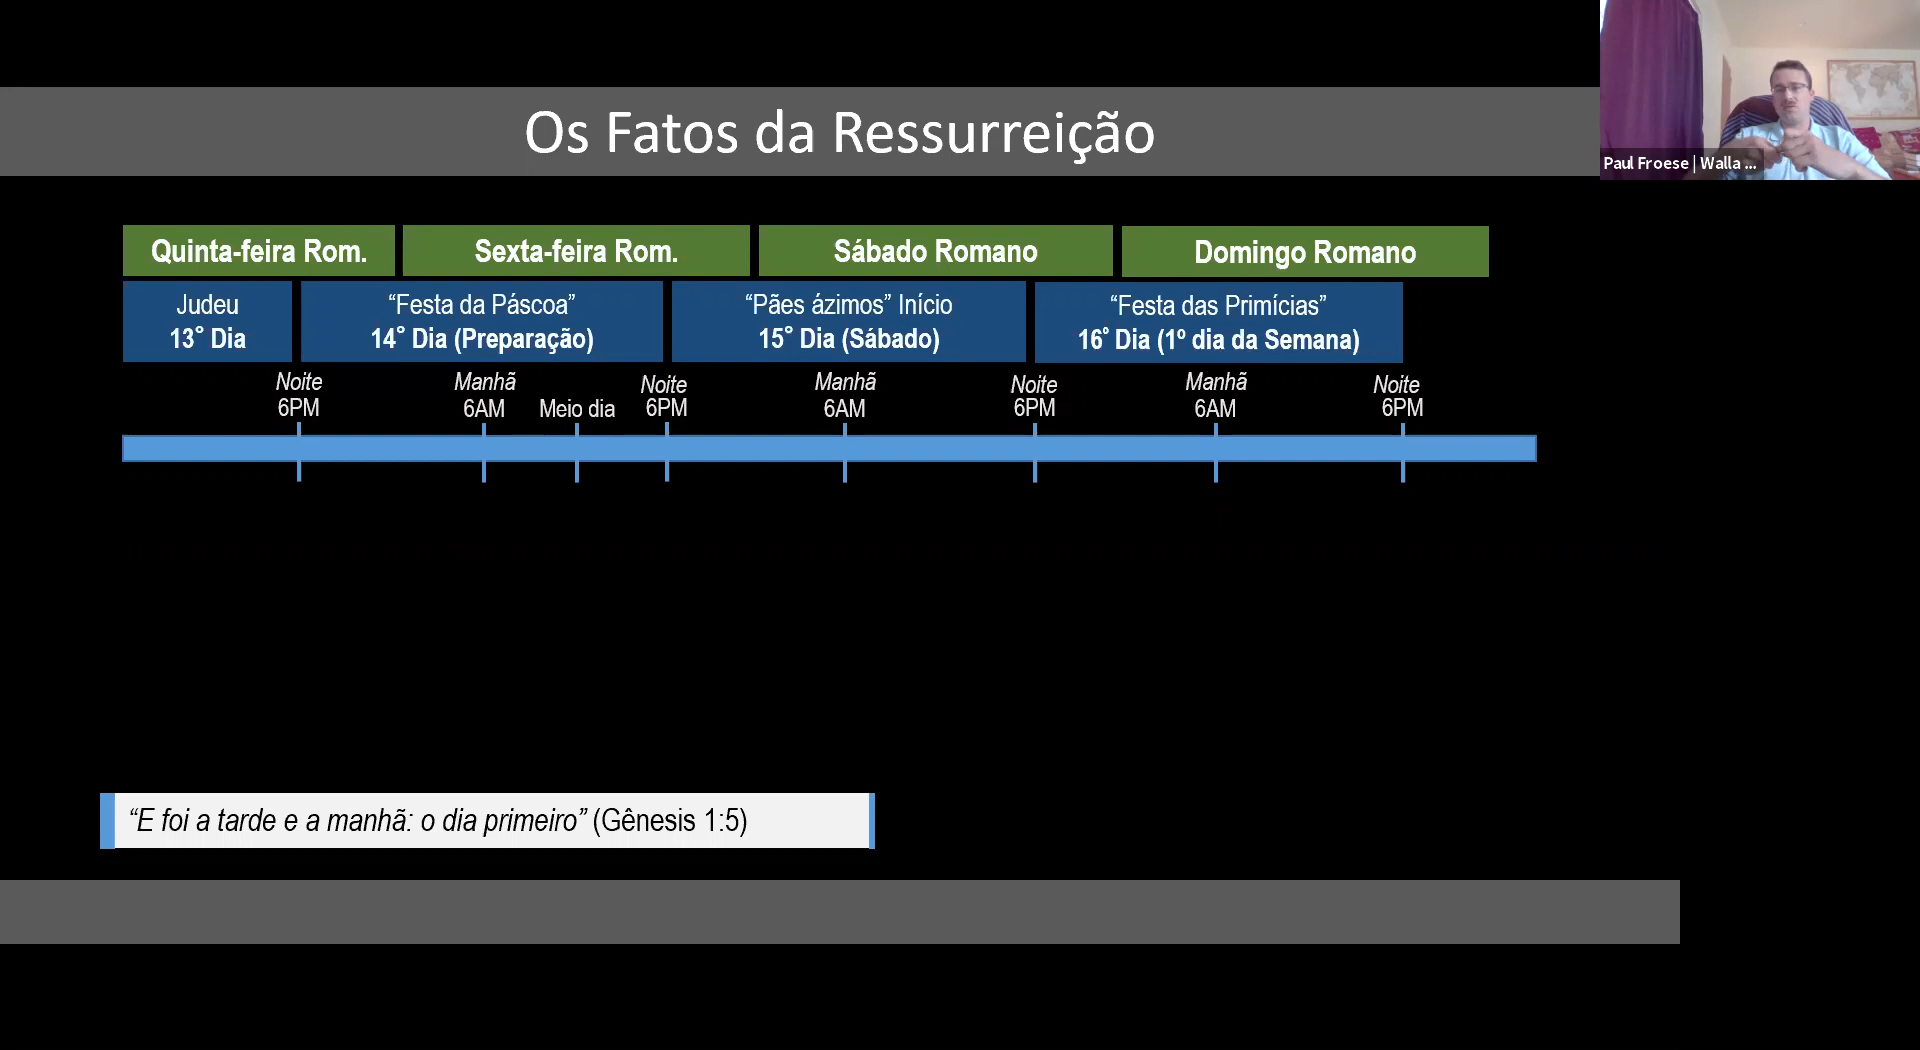 Os Fatos da Ressurreição
Paul Froese | Walla ...
Quinta-feira Rom.
Sexta-feira Rom.
Sábado Romano
Domingo Romano
Judeu
13° Dia
“Festa da Páscoa”
14° Dia (Preparação)
“Pães ázimos” Início
15° Dia (Sábado)
“Festa das Primícias”
16° Dia (1º dia da Semana)
Noite
6PM
Manhã
6AM
Meio dia
Noite
6PM
Manhã
6AM
Noite
6PM
Manhã
6AM
Noite
6PM
“E foi a tarde e a manhã: o dia primeiro” (Gênesis 1:5)